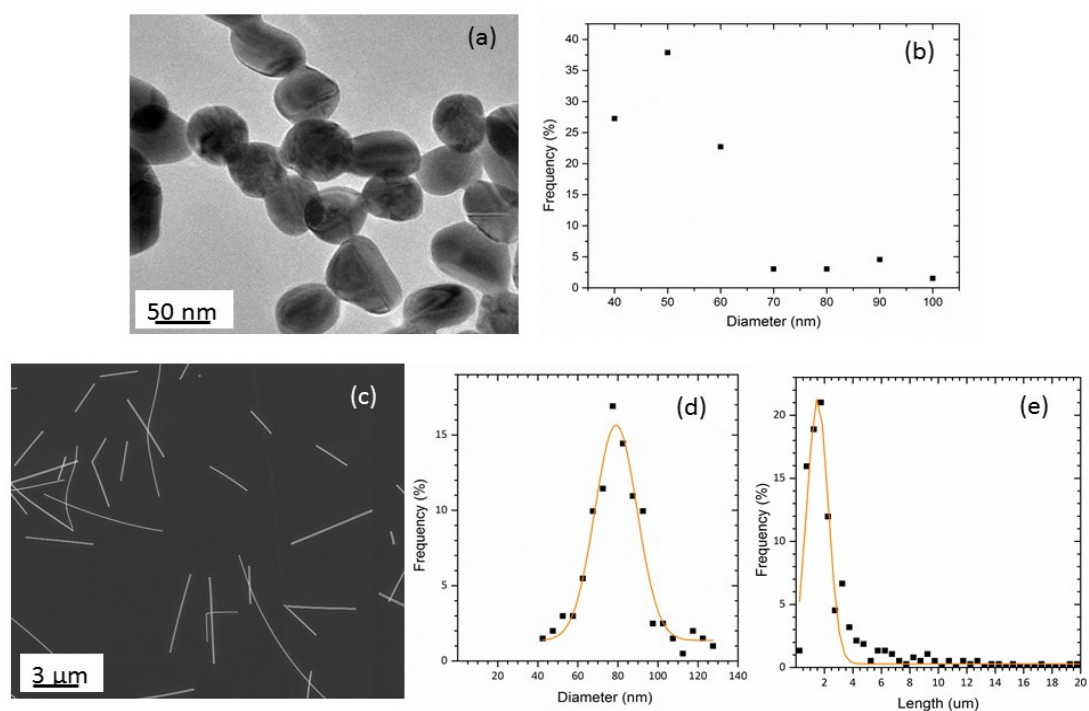 (a)
50 nm
(b)
40
35
30
25
20
15
10
5
0
Frequency (%)
40 50 60 70 80 90 100
Diameter (nm)
(c)
3 µm
(d)
15
10
5
0
Frequency (%)
0 20 40 60 80 100 120 140
Diameter (nm)
(e)
20
15
10
5
0
Frequency (%)
2 4 6 8 10 12 14 16 18 20
Length (um)